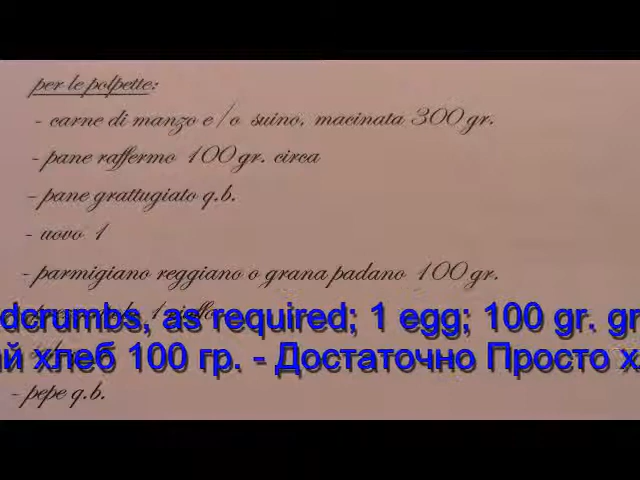 per le polpette:
- carne di manzo e/o suino, macinata 300 gr.
- pane raffermo 100 gr. circa
- pane grattugiato q.b.
- uovo 1
- parmigiano reggiano o grana padano 100 gr.
dcrumbs, as required; 1 egg; 100 gr. gr
й хлеб 100 гр. - Достаточно Просто х
- pepe q.b.